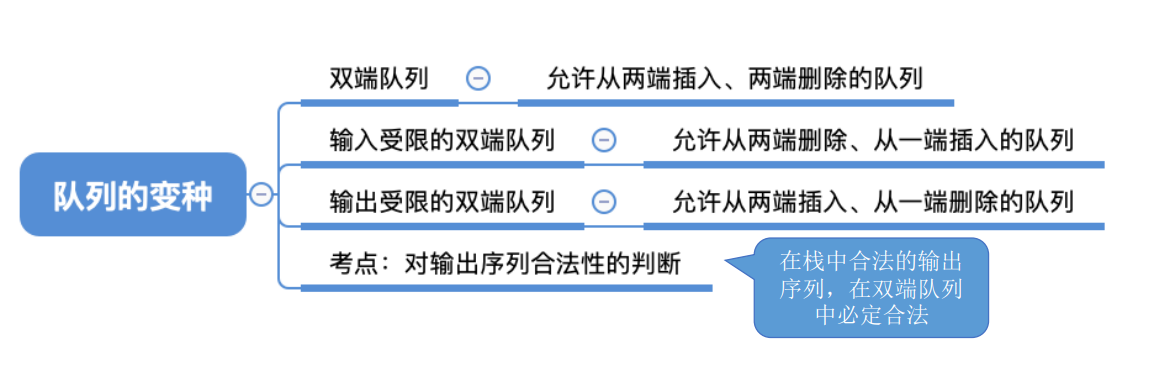 双端队列
允许从两端插入、两端删除的队列
输入受限的双端队列
允许从两端删除、从一端插入的队列
队列的变种
输出受限的双端队列
允许从两端插入、从一端删除的队列
考点：对输出序列合法性的判断
在栈中合法的输出
序列，在双端队列
中必定合法